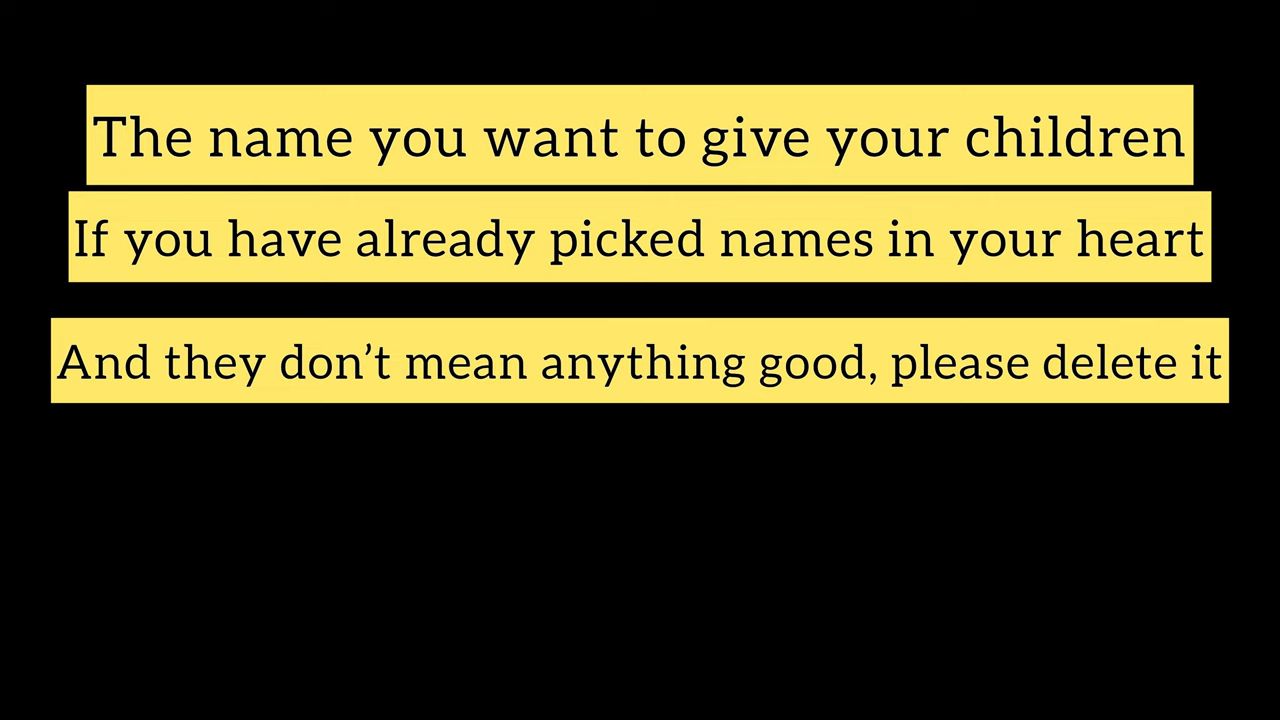 The name you want to give your children
If you have already picked names in your heart
And they don’t mean anything good, please delete it